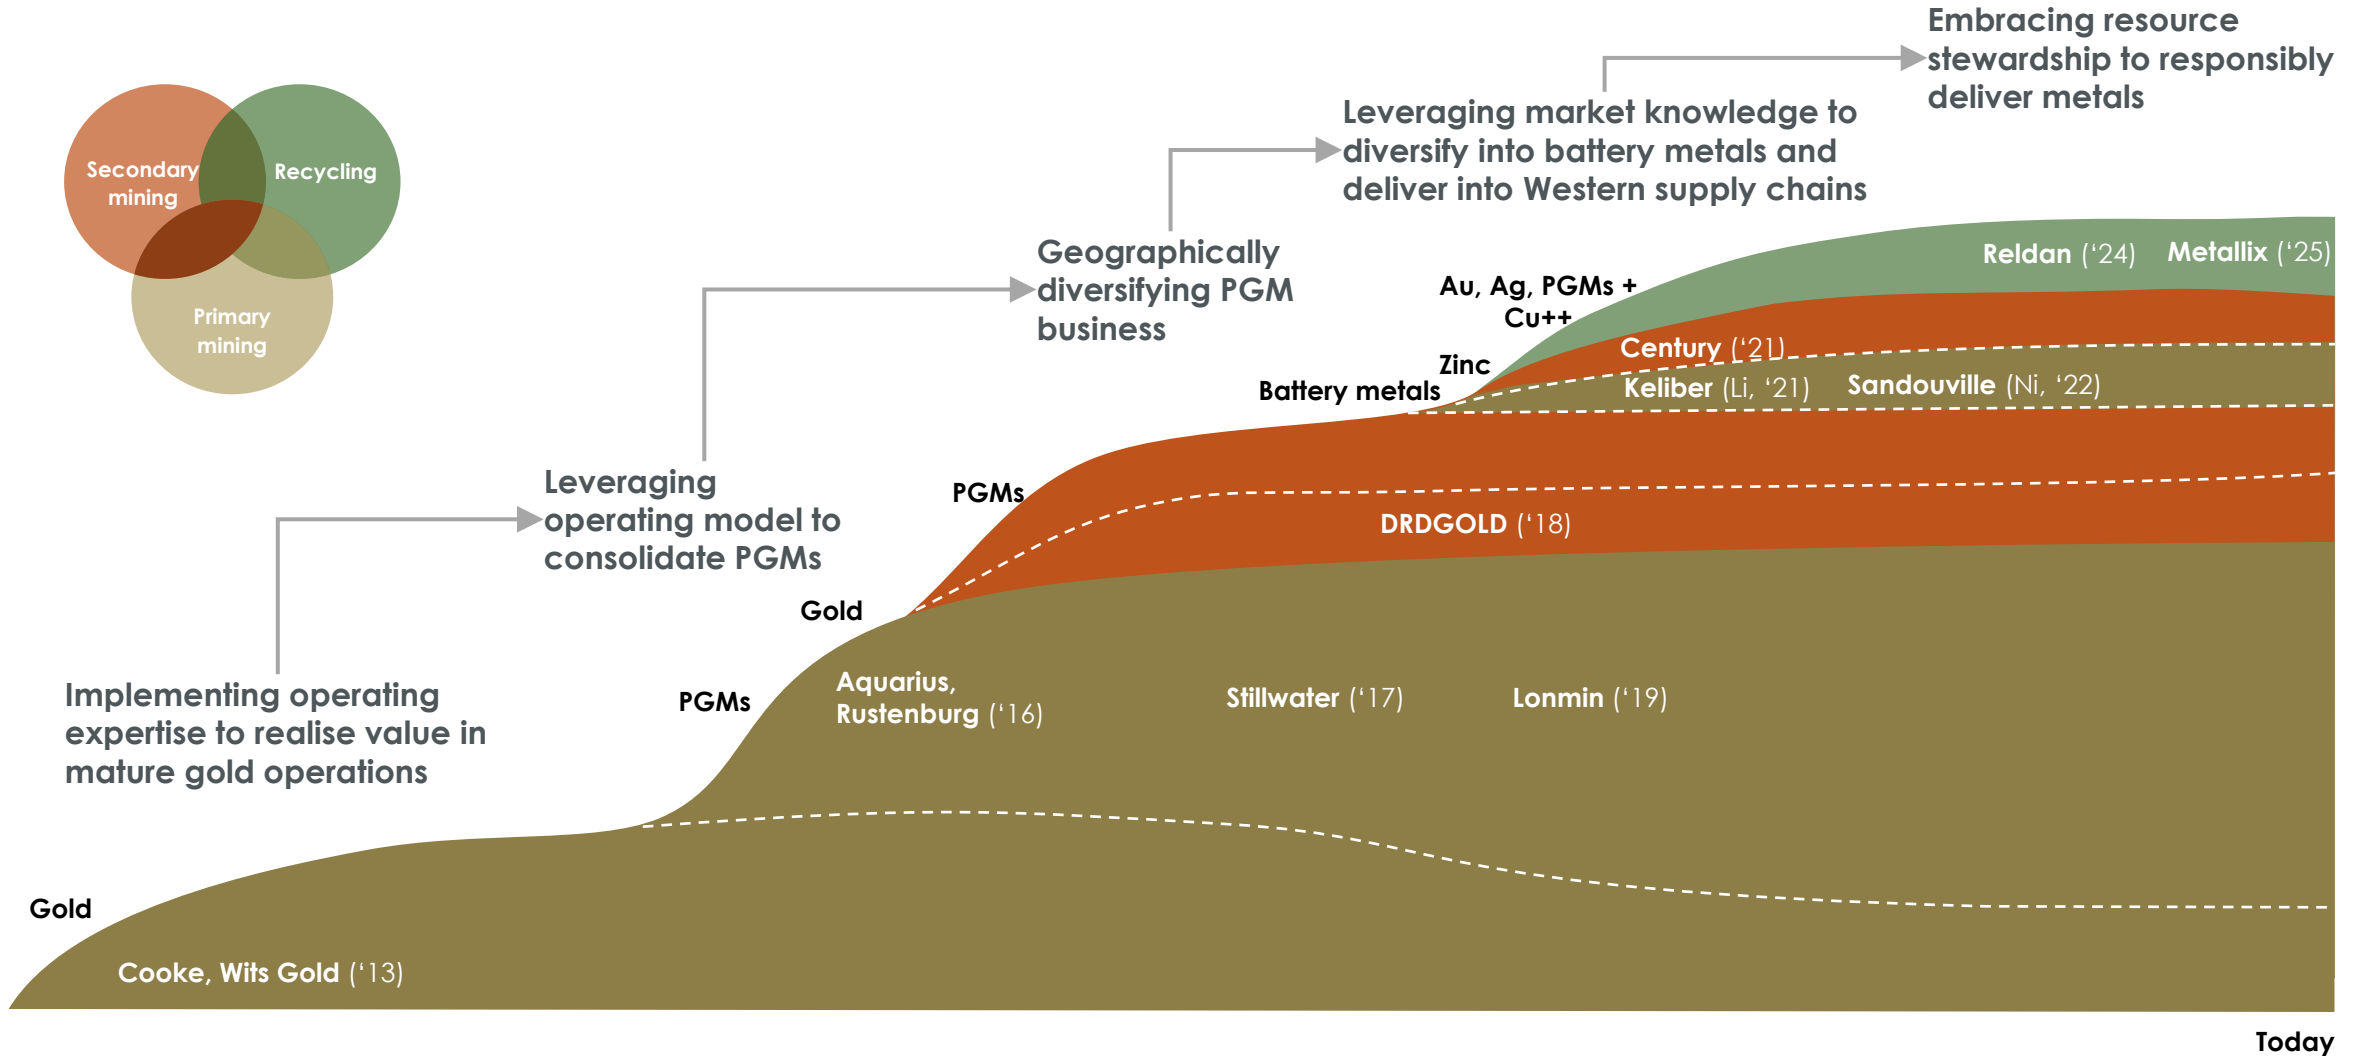 Embracing resource
stewardship to responsibly
deliver metals
Leveraging market knowledge to
diversify into battery metals and
deliver into Western supply chains
Secondary
mining
Recycling
Primary
mining
Geographically
diversifying PGM
business
Leveraging
operating model to
consolidate PGMs
Implementing operating
expertise to realise value in
mature gold operations
Reldan (‘24) Metallix (‘25)
Au, Ag, PGMs +
Cu++
Century (‘21)
Zinc
Battery metals
Keliber (Li, ‘21) Sandouville (Ni, ‘22)
PGMs
DRDGOLD (‘18)
Gold
PGMs
Aquarius,
Rustenburg (‘16)
Stillwater (‘17)
Lonmin (‘19)
Gold
Cooke, Wits Gold (‘13)
Today